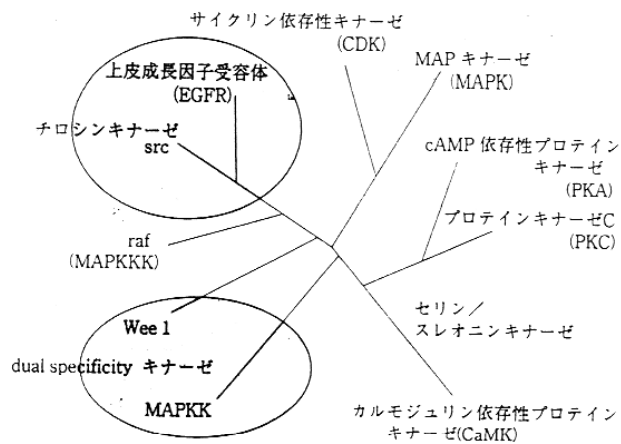 サイクリン依存性キナーゼ
(CDK)
上皮成長因子受容体
(EGFR)
MAP キナーゼ
(MAPK)
チロシンキナーゼ
src
cAMP 依存性プロテイン
キナーゼ
(PKA)
プロテインキナーゼC
(PKC)
raf
(MAPKKK)
セリン／
スレオニンキナーゼ
Wee 1
dual specificity キナーゼ
MAPKK
カルモジュリン依存性プロテイン
キナーゼ(CaMK)